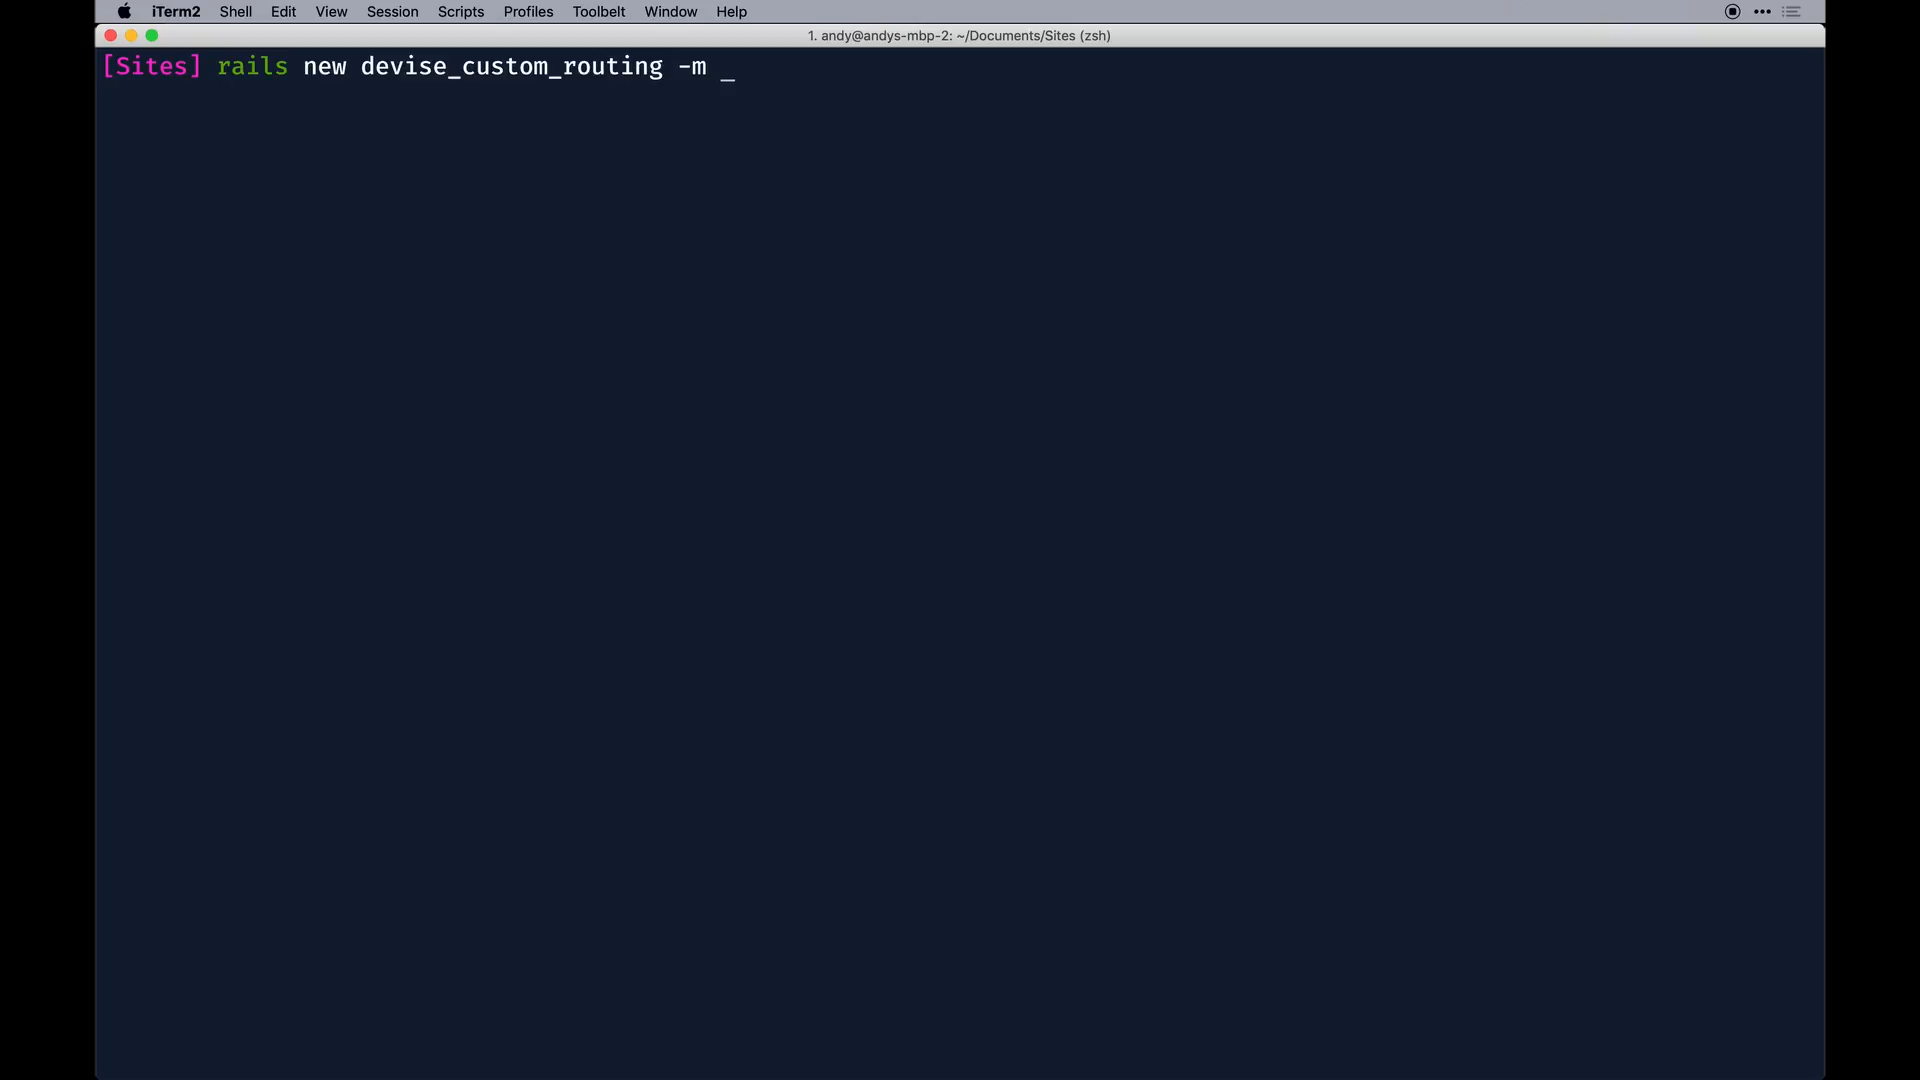 iTerm2 Shell Edit View Session Scripts Profiles Toolbelt Window Help
1. andy@andys-mbp-2: ~/Documents/Sites (zsh)
[Sites] rails new devise_custom_routing -m _